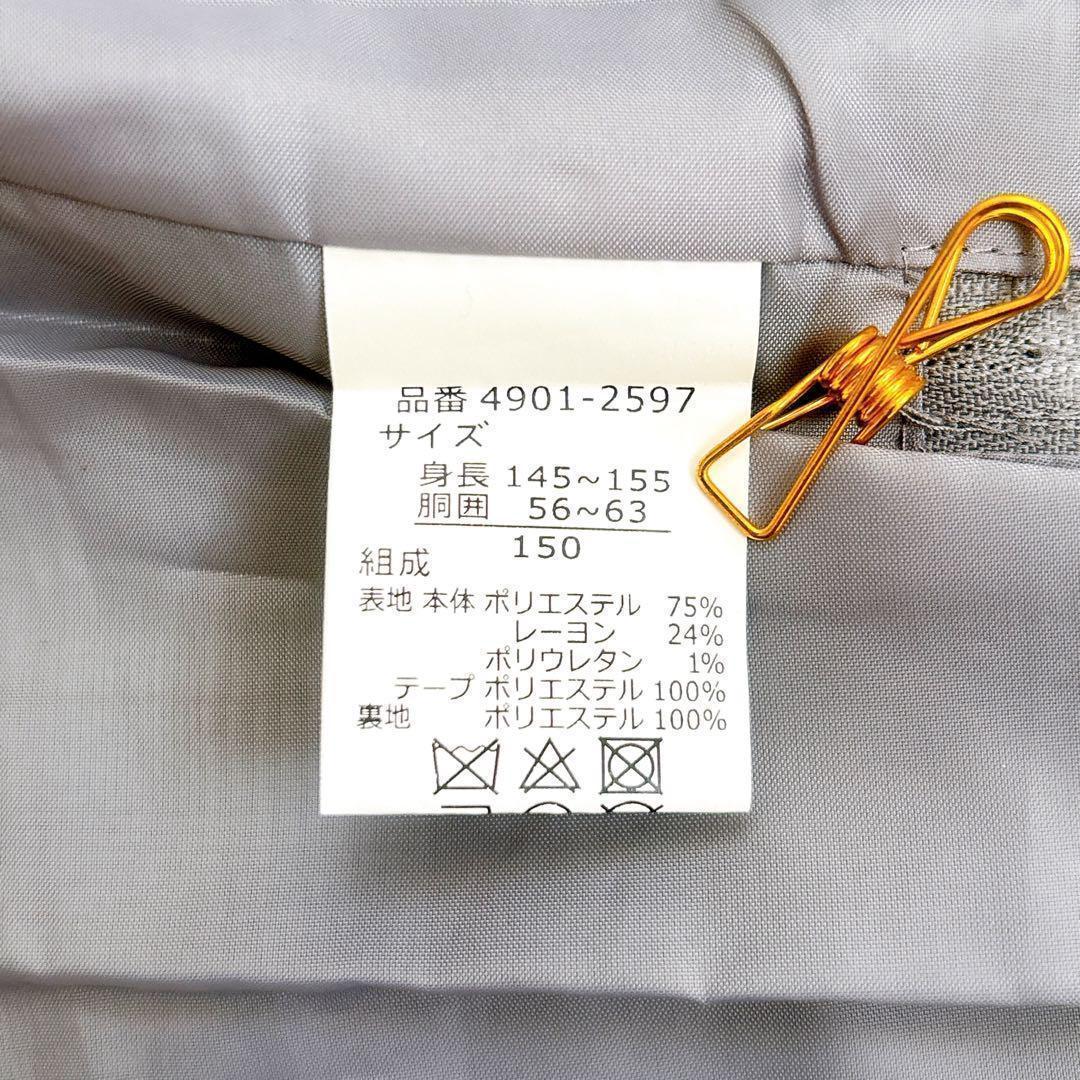 品番 4901-2597
サイズ
身長 145~155
胴囲 56~63
150
組成
表地 本体 ポリエステル 75%
レーヨン 24%
ポリウレタン 1%
テープ ポリエステル 100%
裏地 ポリエステル 100%